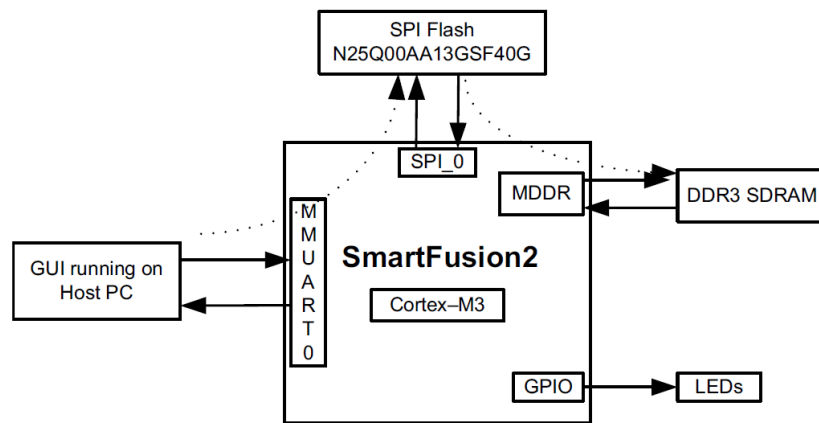 SPI Flash
N25Q00AA13GSF40G
SPI_0
MDDR
DDR3 SDRAM
M
M
U
A
R
T
0
SmartFusion2
GUI running on
Host PC
Cortex–M3
GPIO
LEDs